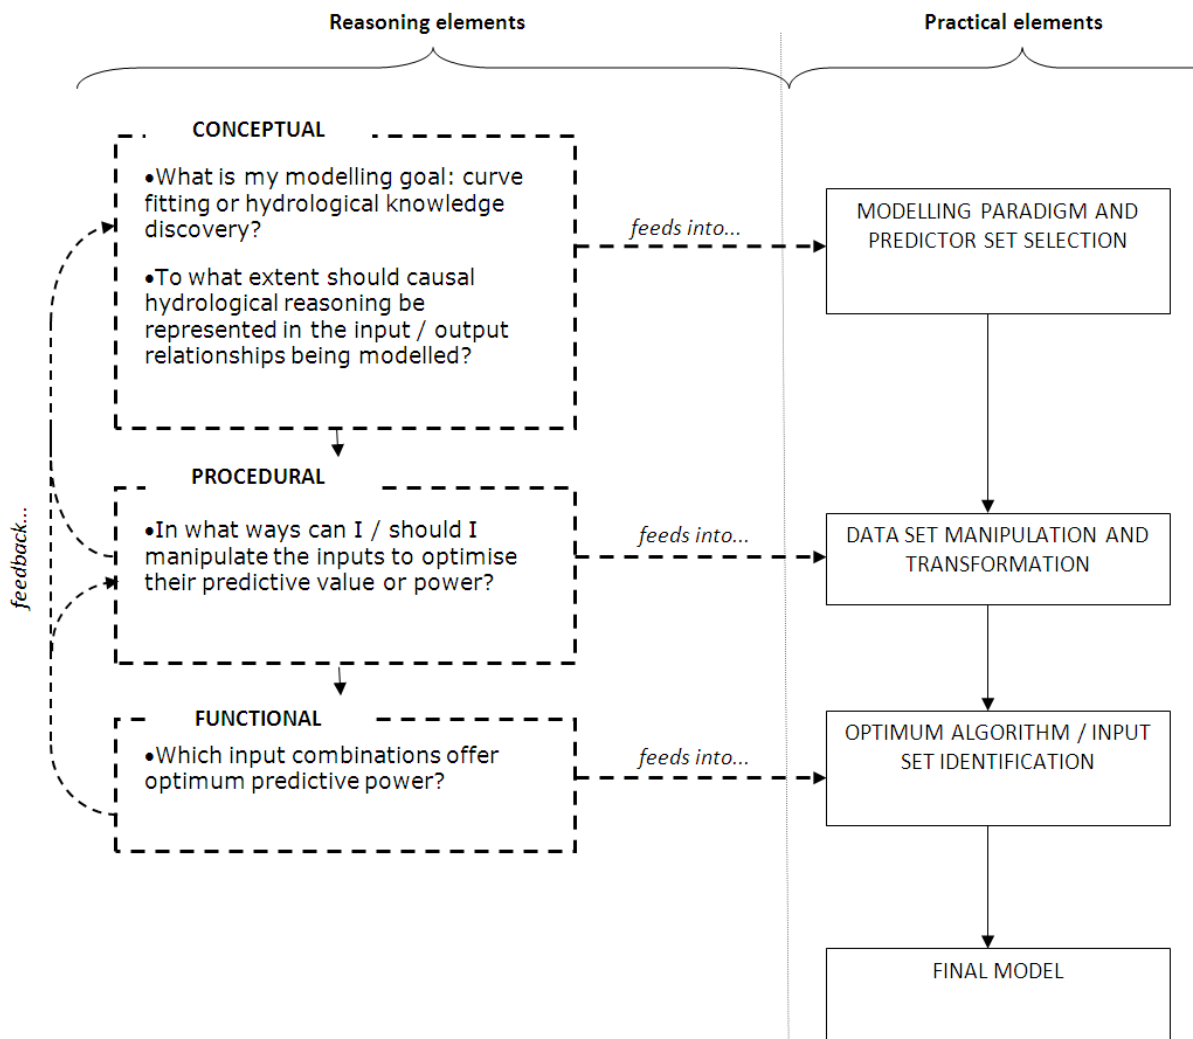 Reasoning elements
Practical elements
CONCEPTUAL
•What is my modelling goal: curve
fitting or hydrological knowledge
discovery?
•To what extent should causal
hydrological reasoning be
represented in the input / output
relationships being modelled?
feeds into...
MODELLING PARADIGM AND
PREDICTOR SET SELECTION
PROCEDURAL
•In what ways can I / should I
manipulate the inputs to optimise
their predictive value or power?
feeds into...
DATA SET MANIPULATION AND
TRANSFORMATION
feedback...
FUNCTIONAL
•Which input combinations offer
optimum predictive power?
feeds into...
OPTIMUM ALGORITHM / INPUT
SET IDENTIFICATION
FINAL MODEL